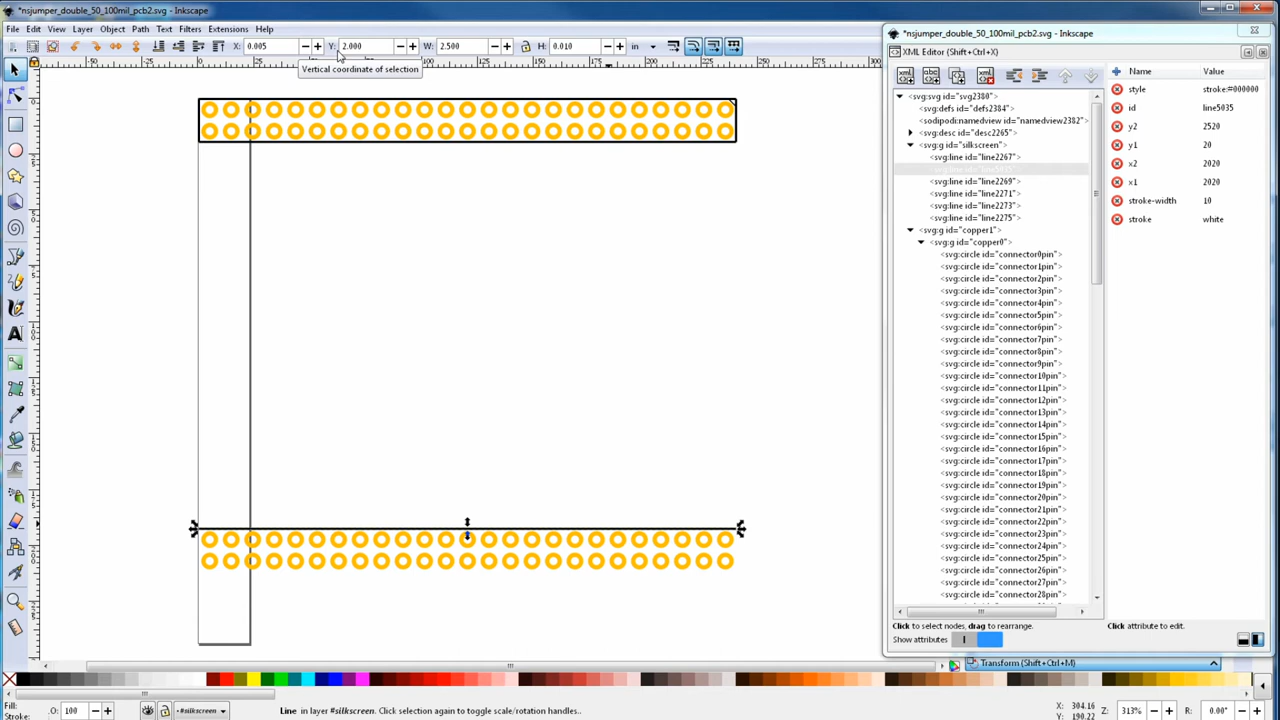 *nsjumper_double_50_100mil_pcb2.svg - Inkscape
File Edit View Layer Object Path Text Filters Extensions Help
X: 0.005 Y: 2.000 W: 2.500 H: 0.010 in
Vertical coordinate of selection
*nsjumper_double_50_100mil_pcb2.svg - Inkscape
XML Editor (Shift+Ctrl+X)
<svg:svg id="svg2380">
<svg:defs id="defs2384">
<sodipodi:namedview id="namedview2382">
<svg:desc id="desc2265">
<svg:g id="silkscreen">
<svg:line id="line2267">
<svg:line id="line2269">
<svg:line id="line2271">
<svg:line id="line2273">
<svg:line id="line2275">
<svg:g id="copper1">
<svg:g id="copper0">
<svg:circle id="connector0pin">
<svg:circle id="connector1pin">
<svg:circle id="connector2pin">
<svg:circle id="connector3pin">
<svg:circle id="connector4pin">
<svg:circle id="connector5pin">
<svg:circle id="connector6pin">
<svg:circle id="connector7pin">
<svg:circle id="connector8pin">
<svg:circle id="connector9pin">
<svg:circle id="connector10pin">
<svg:circle id="connector11pin">
<svg:circle id="connector12pin">
<svg:circle id="connector13pin">
<svg:circle id="connector14pin">
<svg:circle id="connector15pin">
<svg:circle id="connector16pin">
<svg:circle id="connector17pin">
<svg:circle id="connector18pin">
<svg:circle id="connector19pin">
<svg:circle id="connector20pin">
<svg:circle id="connector21pin">
<svg:circle id="connector22pin">
<svg:circle id="connector23pin">
<svg:circle id="connector24pin">
<svg:circle id="connector25pin">
<svg:circle id="connector26pin">
<svg:circle id="connector27pin">
<svg:circle id="connector28pin">
Name Value
style stroke:#000000
id line5035
y2 2520
y1 20
x2 2020
x1 2020
stroke-width 10
stroke white
Click to select nodes, drag to rearrange.
Click attribute to edit.
Show attributes
Transform (Shift+Ctrl+M)
Fill:
Stroke:
O: 100
#silkscreen
Line in layer #silkscreen. Click selection again to toggle scale/rotation handles..
X: 304.16
Y: 190.22
Z: 313%
R: 0.00°